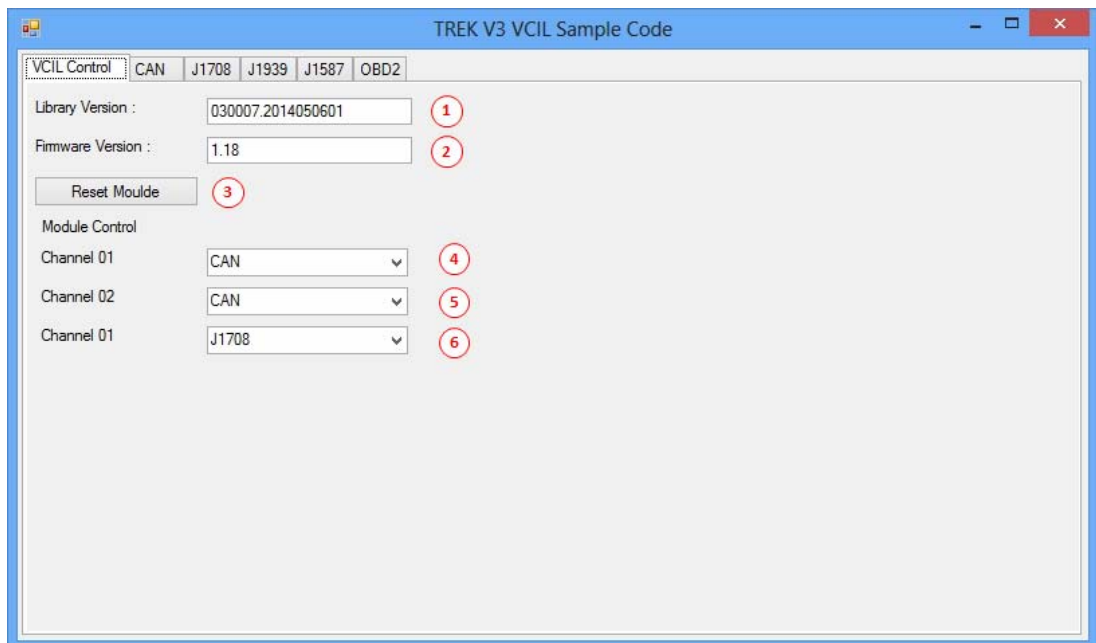 TREK V3 VCIL Sample Code
VCIL Control CAN J1708 J1939 J1587 OBD2
Library Version : 030007.2014050601 1
Firmware Version : 1.18 2
Reset Moulde 3
Module Control
Channel 01 CAN 4
Channel 02 CAN 5
Channel 01 J1708 6